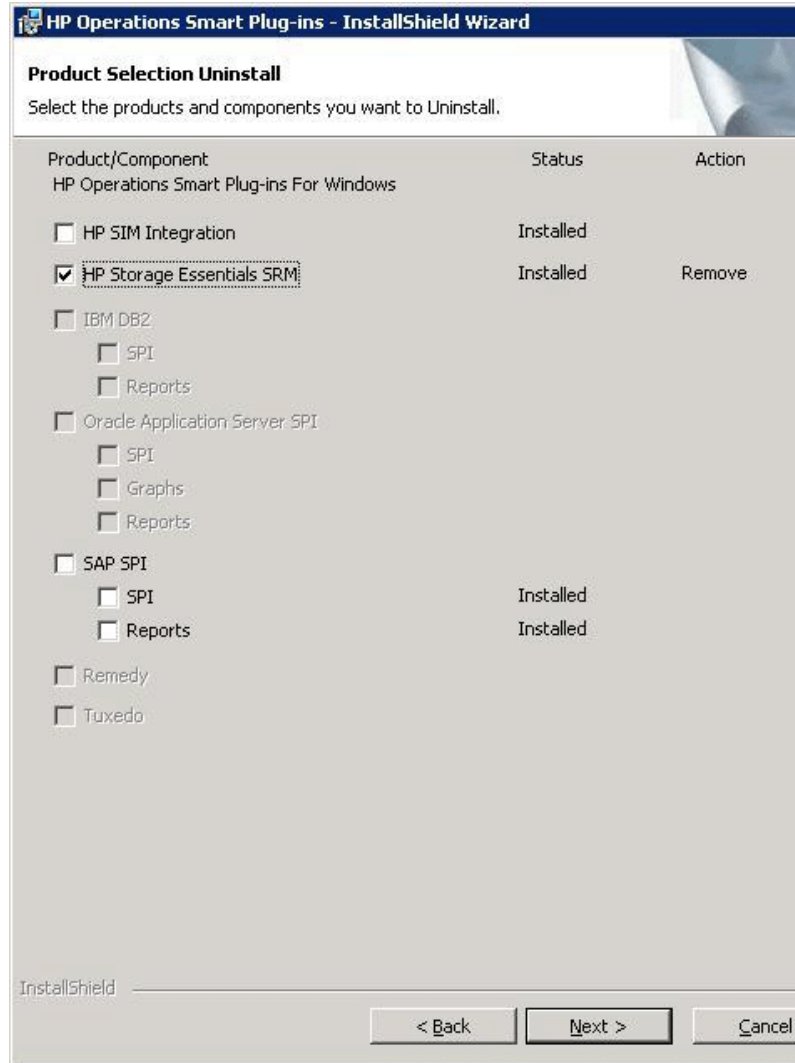 HP Operations Smart Plug-ins - InstallShield Wizard
Product Selection Uninstall
Select the products and components you want to Uninstall.
Product/Component Status Action
HP Operations Smart Plug-ins For Windows
HP SIM Integration Installed
HP Storage Essentials SRM Installed Remove
IBM DB2
SPI
Reports
Oracle Application Server SPI
SPI
Graphs
Reports
SAP SPI
SPI Installed
Reports Installed
Remedy
Tuxedo
InstallShield
< Back Next > Cancel